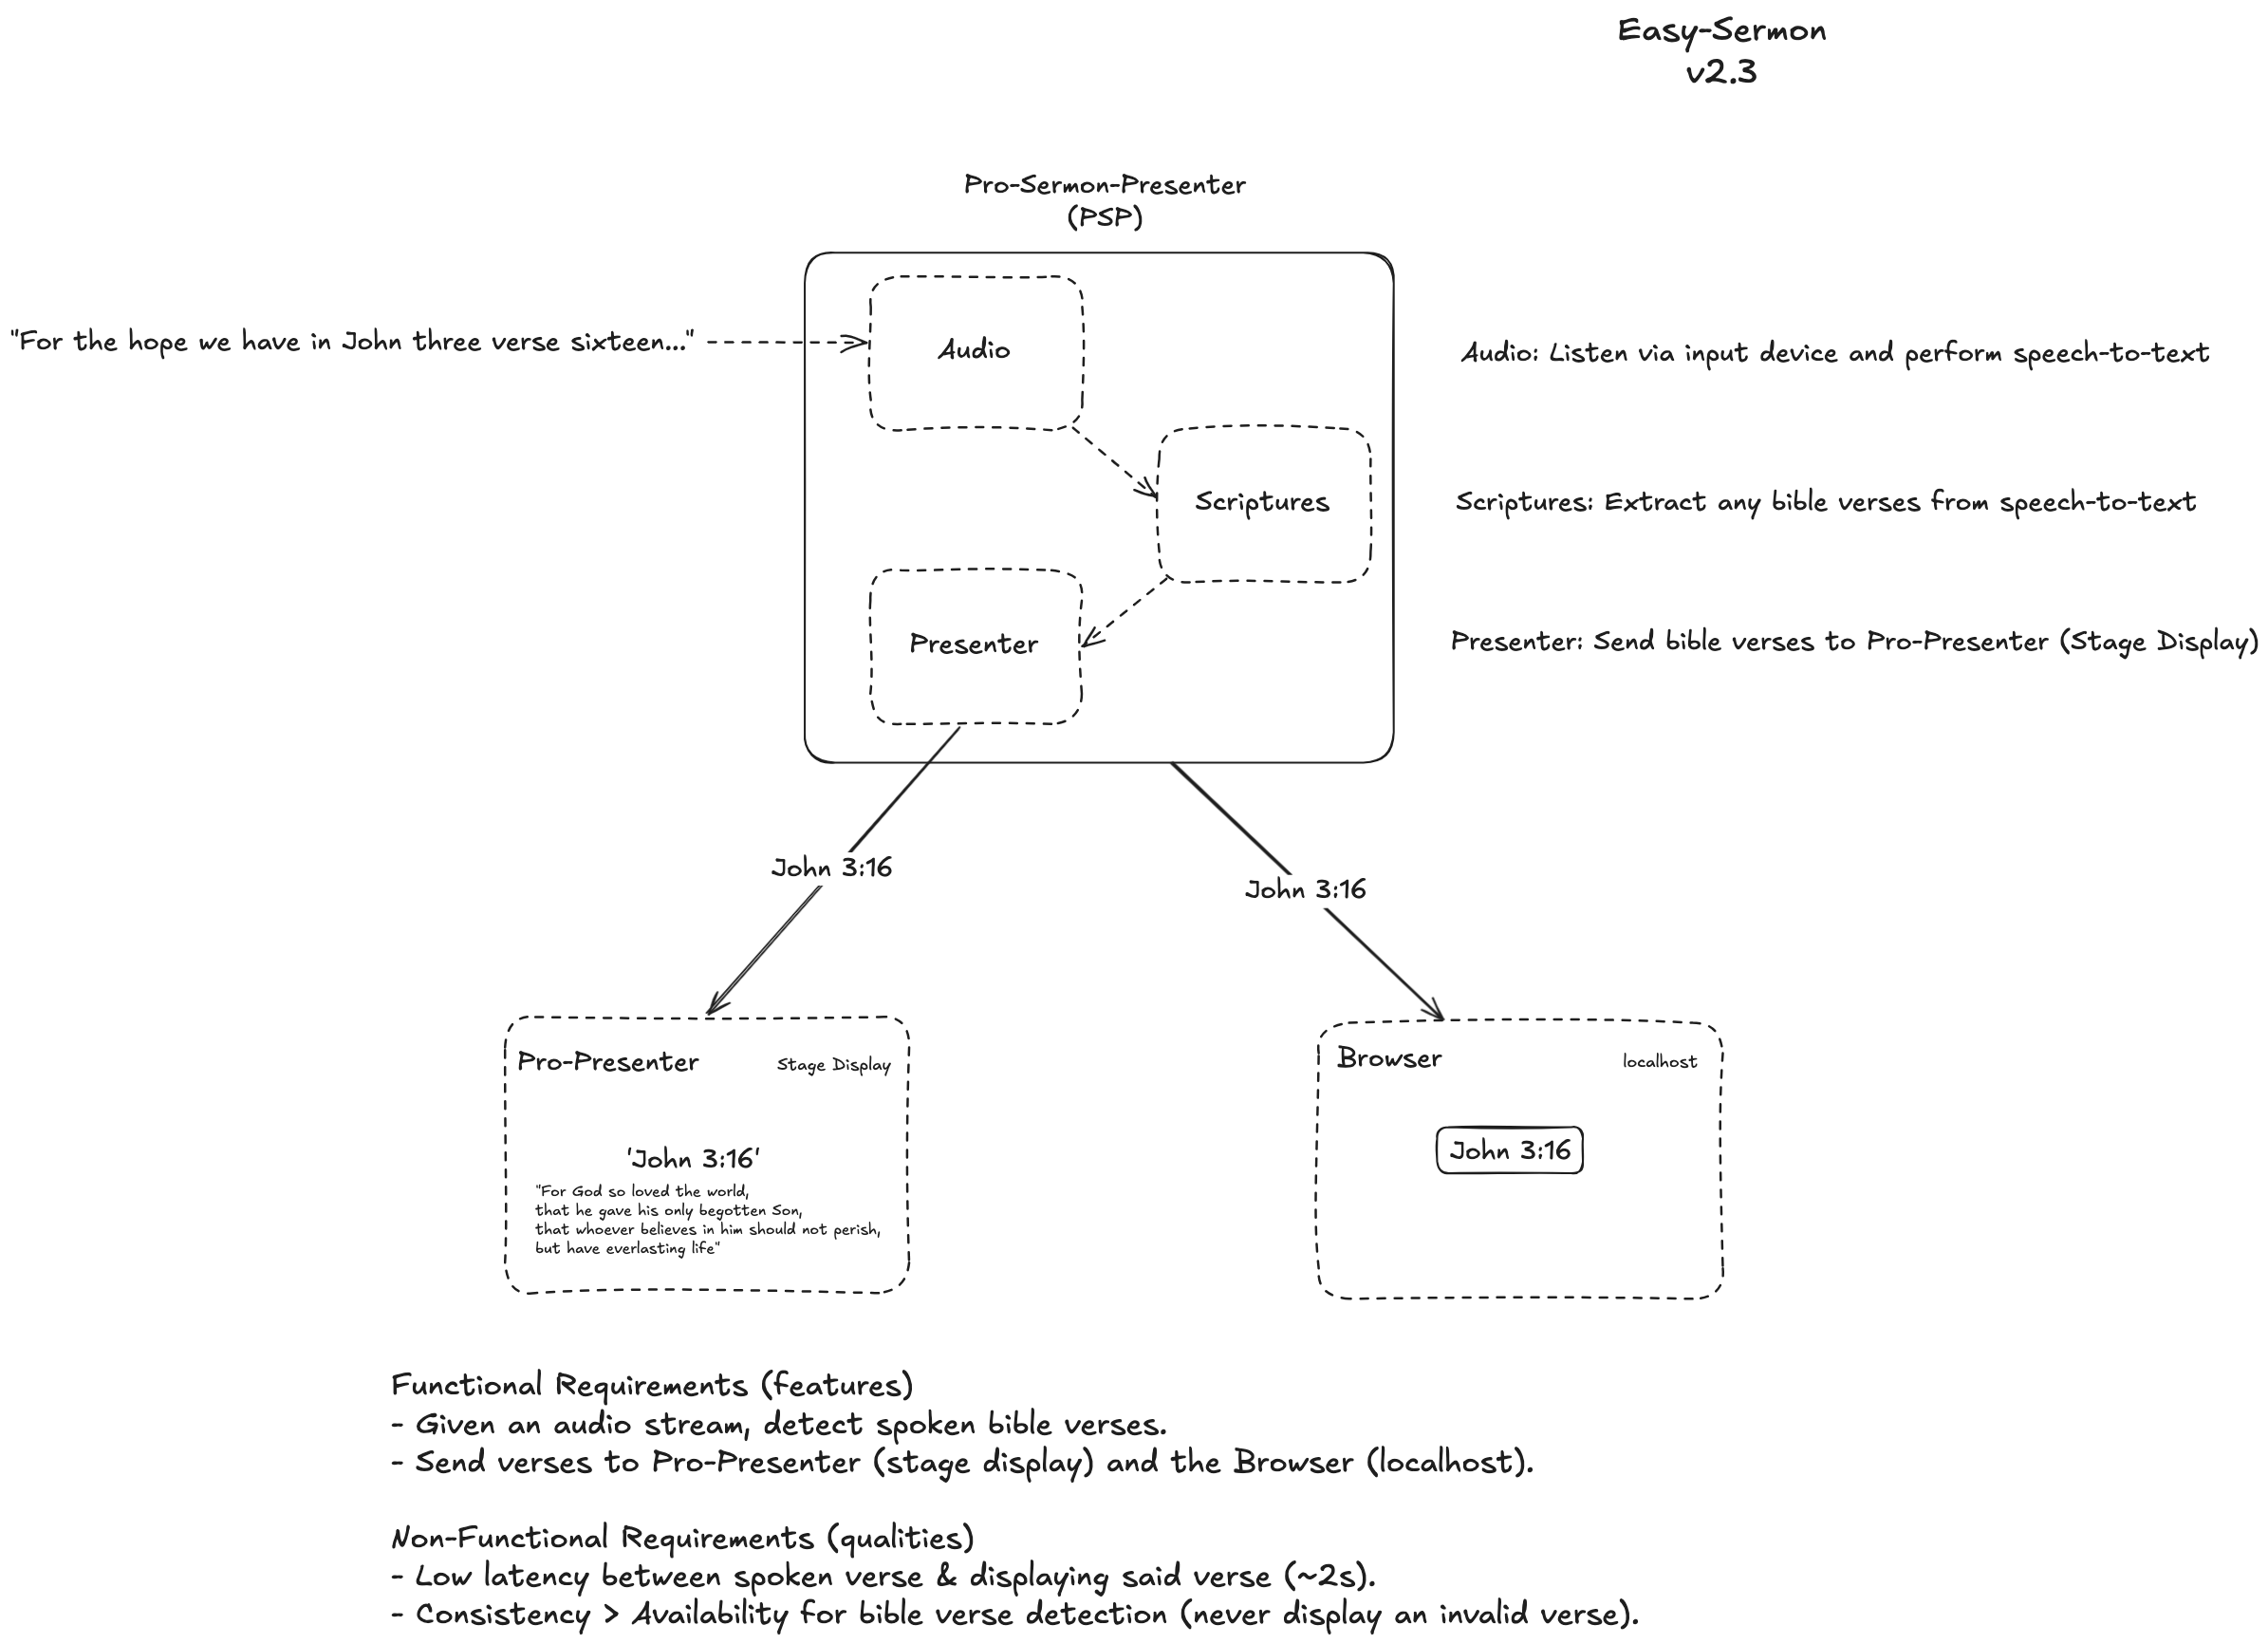 Easy-Sermon
v2.3
Pro-Sermon-Presenter
(PSP)
"For the hope we have in John three verse sixteen..."
Audio
Audio: Listen via input device and perform speech-to-text
Scriptures
Scriptures: Extract any bible verses from speech-to-text
Presenter
Presenter: Send bible verses to Pro-Presenter (Stage Display)
John 3:16
John 3:16
Pro-Presenter
Stage Display
'John 3:16'
"For God so loved the world,
that he gave his only begotten Son,
that whoever believes in him should not perish,
but have everlasting life"
Browser
localhost
John 3:16
Functional Requirements (features)
- Given an audio stream, detect spoken bible verses.
- Send verses to Pro-Presenter (stage display) and the Browser (localhost).
Non-Functional Requirements (qualities)
- Low latency between spoken verse & displaying said verse (~2s).
- Consistency > Availability for bible verse detection (never display an invalid verse).